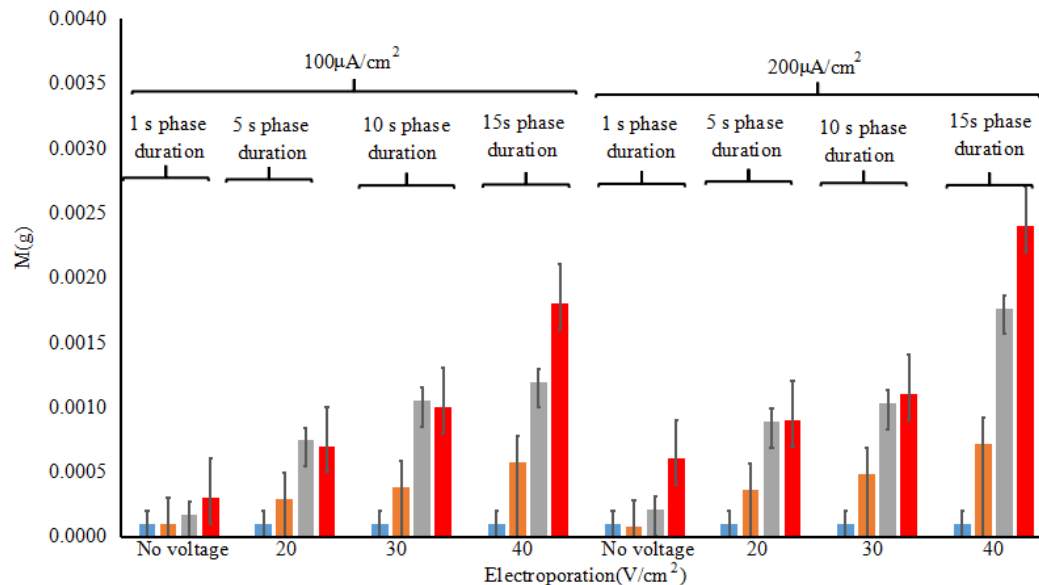 0.0040
0.0035
0.0030
0.0025
0.0020
0.0015
0.0010
0.0005
0.0000
M(g)
100μA/cm²
200μA/cm²
1 s phase
duration
5 s phase
duration
10 s phase
duration
15s phase
duration
1 s phase
duration
5 s phase
duration
10 s phase
duration
15s phase
duration
No voltage 20 30 40 No voltage 20 30 40
Electroporation(V/cm²)